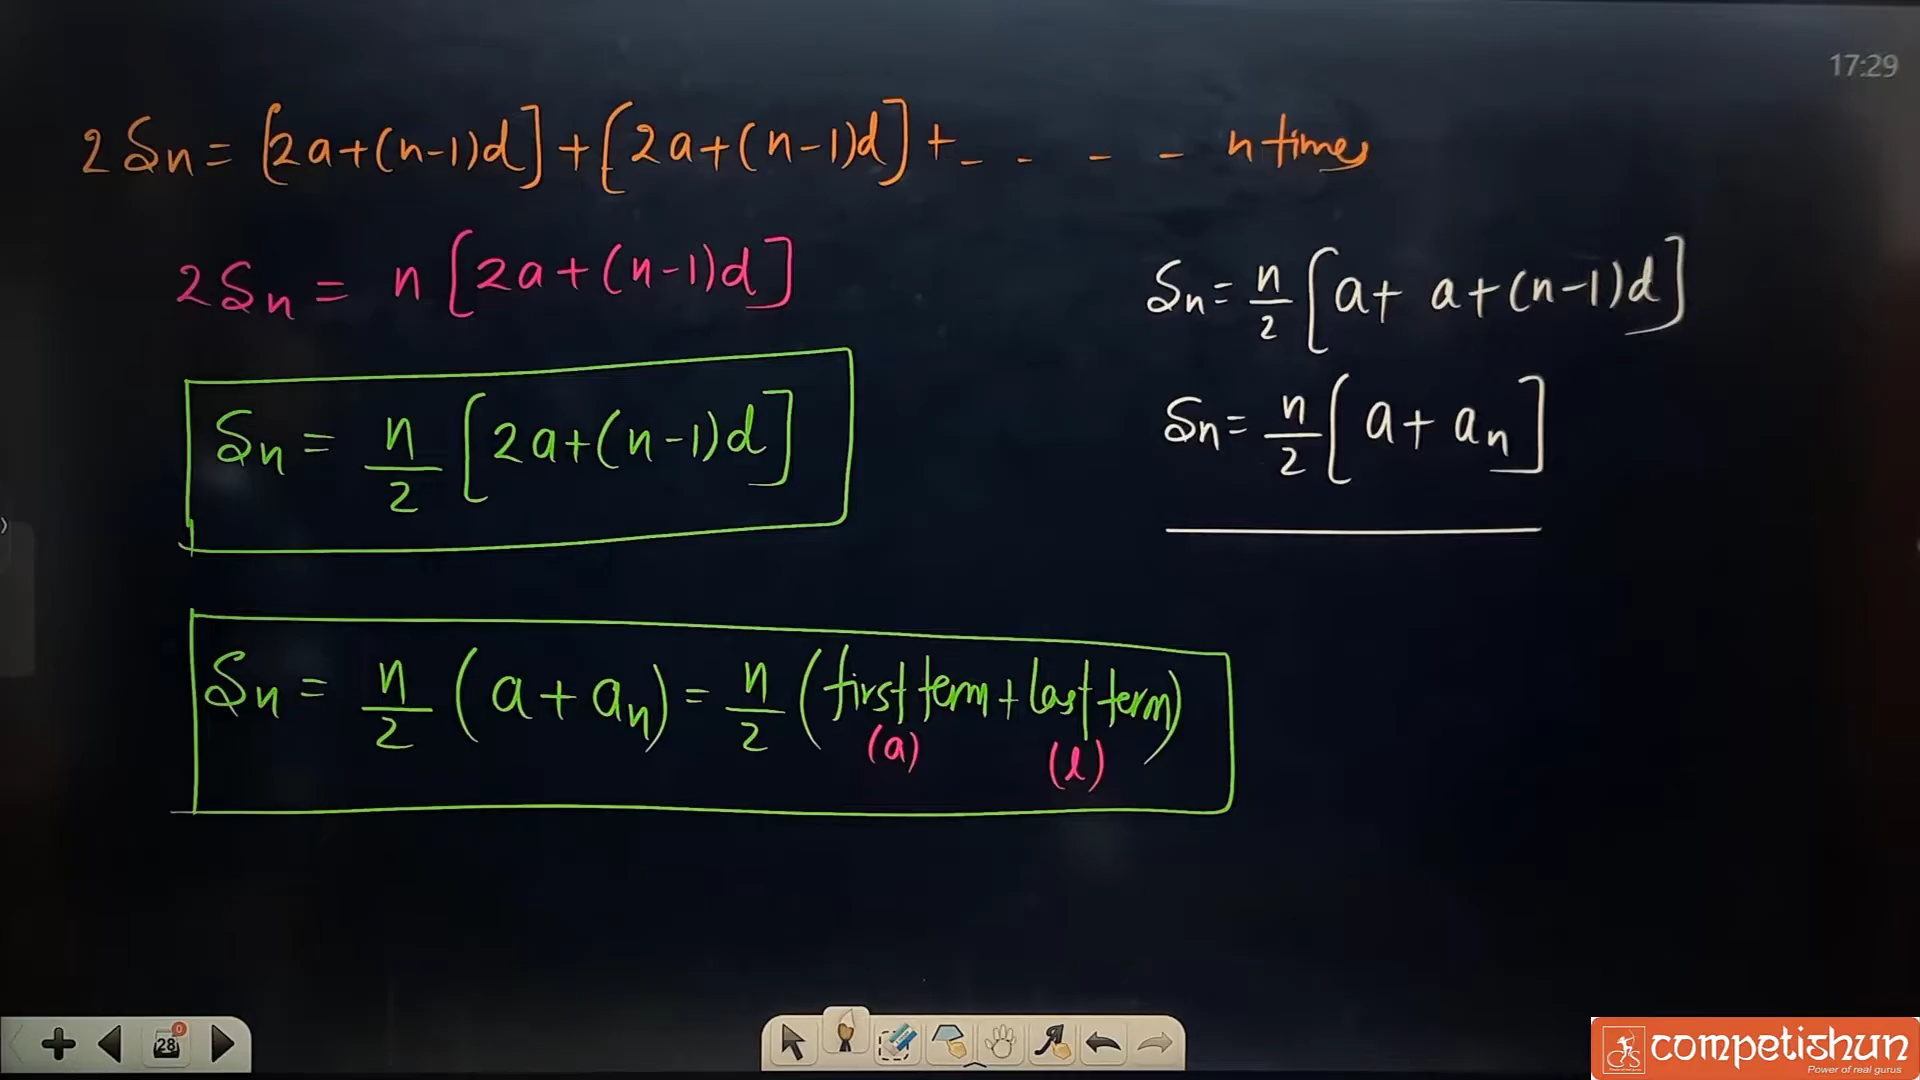 17:29
2Sn = [2a+(n-1)d] + [2a+(n-1)d] + - - - - n times
2Sn = n [2a+(n-1)d]
Sn = n/2 [a+ a+(n-1)d]
Sn = n/2 [2a+(n-1)d]
Sn = n/2 [a+an]
Sn = n/2 (a+an) = n/2 (first term + last term)
(a) (l)
28
0
competishun
Power of real gurus